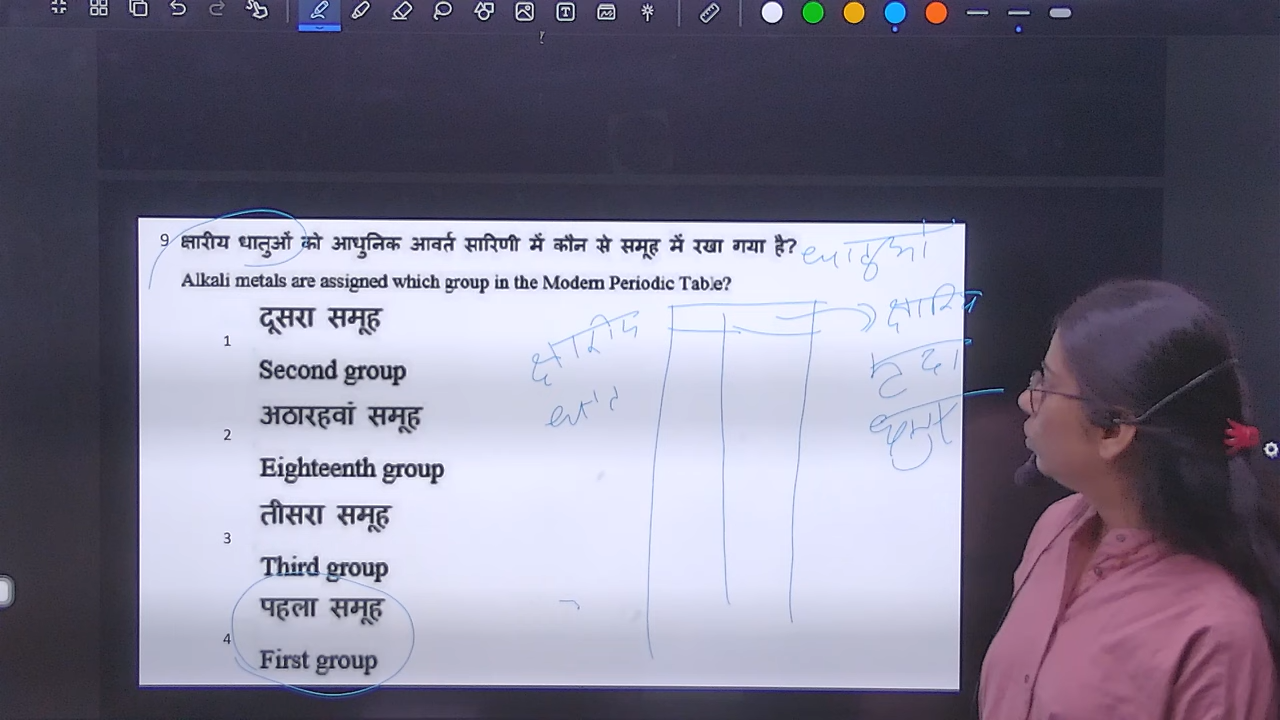 9 क्षारीय धातुओं को आधुनिक आवर्त सारिणी में कौन से समूह में रखा गया है?
Alkali metals are assigned which group in the Modern Periodic Table?
दूसरा समूह
1
Second group
अठारहवां समूह
2
Eighteenth group
तीसरा समूह
3
Third group
पहला समूह
4
First group
धातुओं
क्षारीय
क्षारिय
मृदा